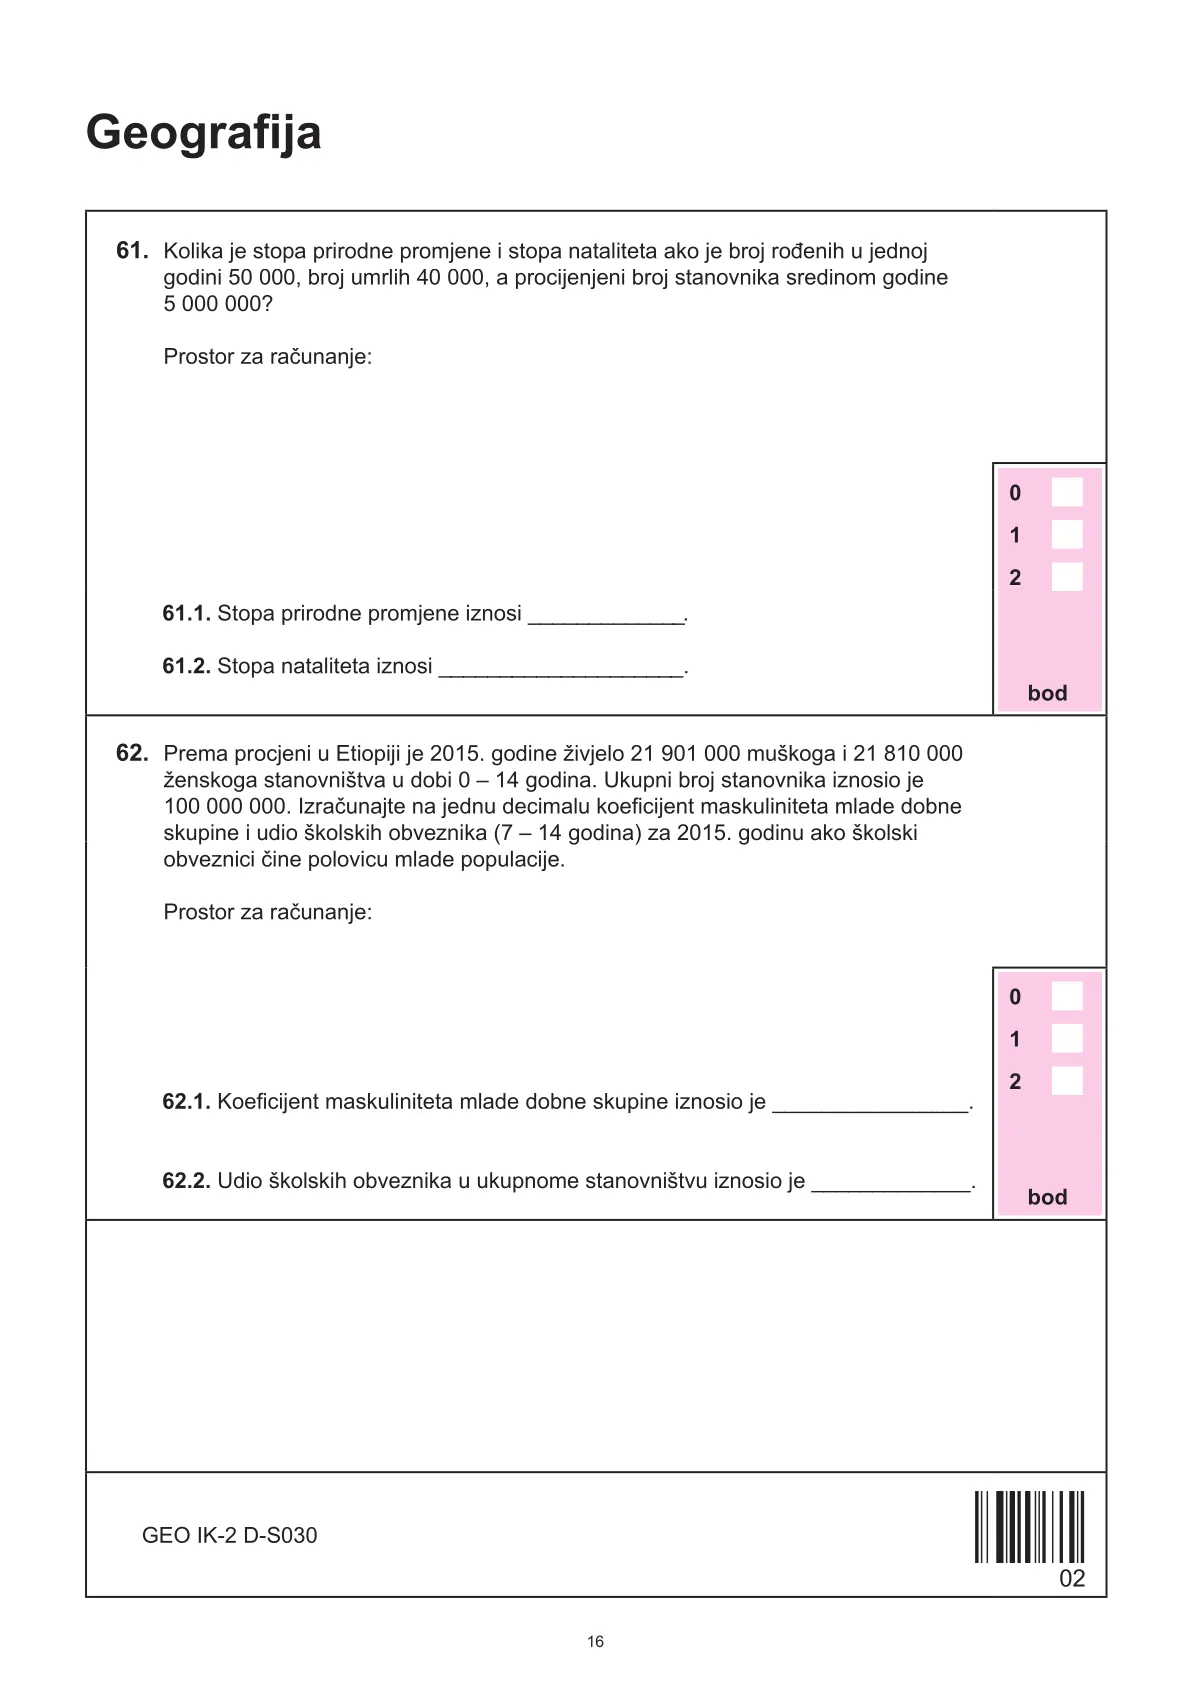 Geografija
61. Kolika je stopa prirodne promjene i stopa nataliteta ako je broj rođenih u jednoj
godini 50 000, broj umrlih 40 000, a procijenjeni broj stanovnika sredinom godine
5 000 000?
Prostor za računanje:
0
1
2
61.1. Stopa prirodne promjene iznosi _____________.
61.2. Stopa nataliteta iznosi ____________________.
bod
62. Prema procjeni u Etiopiji je 2015. godine živjelo 21 901 000 muškoga i 21 810 000
ženskoga stanovništva u dobi 0 – 14 godina. Ukupni broj stanovnika iznosio je
100 000 000. Izračunajte na jednu decimalu koeficijent maskuliniteta mlade dobne
skupine i udio školskih obveznika (7 – 14 godina) za 2015. godinu ako školski
obveznici čine polovicu mlade populacije.
Prostor za računanje:
0
1
2
62.1. Koeficijent maskuliniteta mlade dobne skupine iznosio je ________________.
62.2. Udio školskih obveznika u ukupnome stanovništvu iznosio je _____________.
bod
GEO IK-2 D-S030
02
16